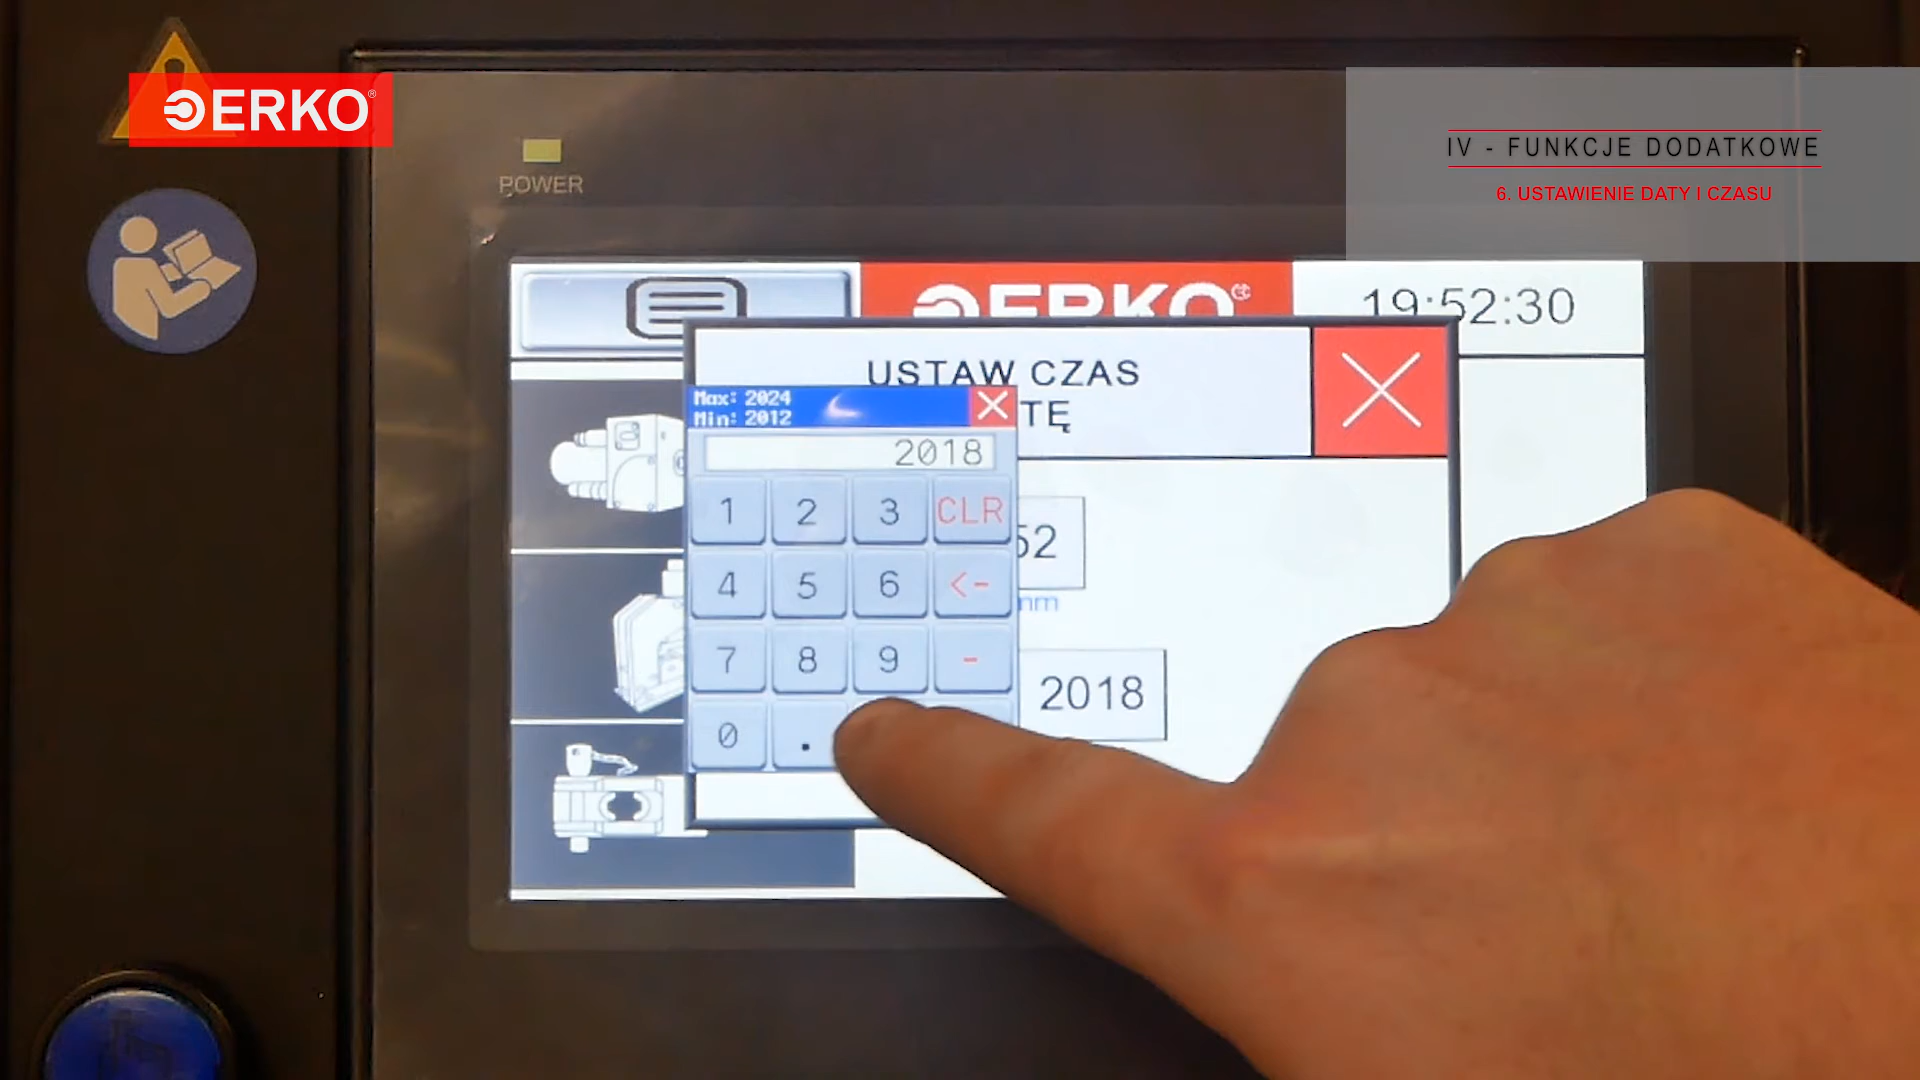 ERKO®
IV - FUNKCJE DODATKOWE
6. USTAWIENIE DATY I CZASU
POWER
ERKO®
19:52:30
USTAW CZAS
TĘ
Max: 2024
Min: 2012
2018
1 2 3 CLR
4 5 6 <-
7 8 9 -
0 .
52
mm
2018